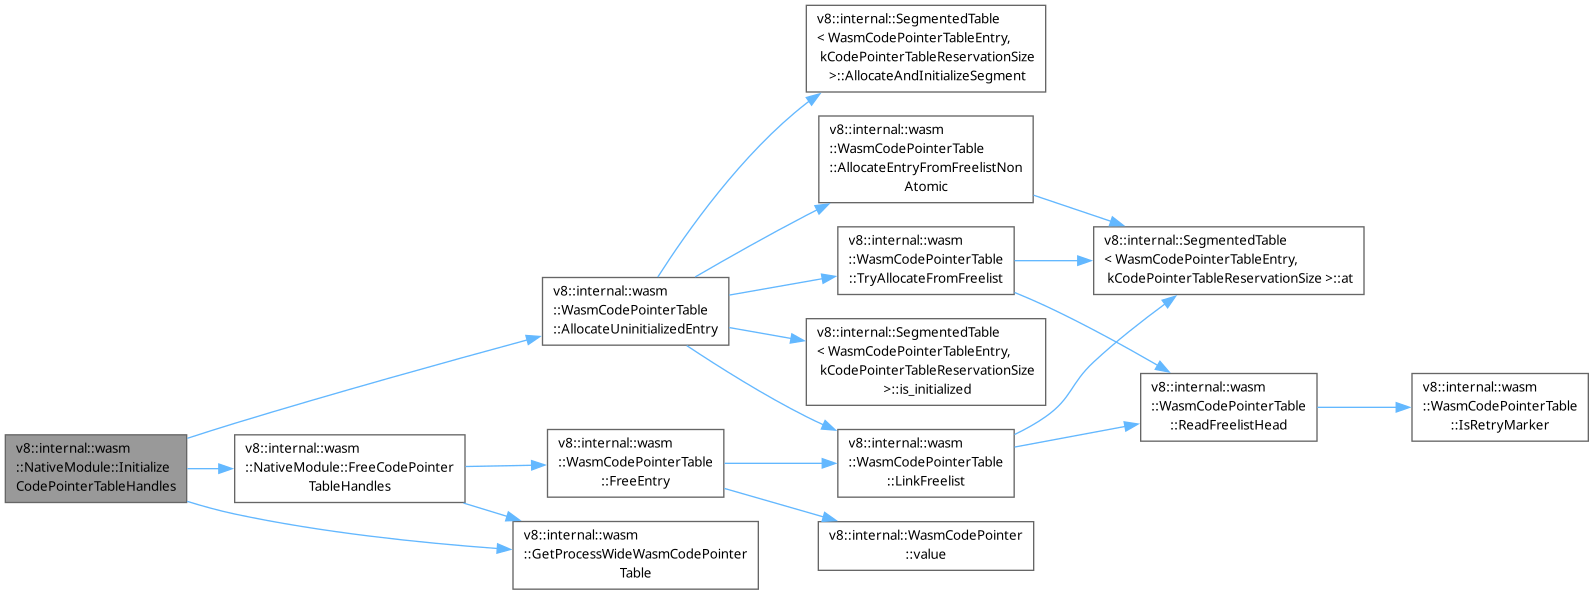 v8::internal::SegmentedTable
< WasmCodePointerTableEntry,
kCodePointerTableReservationSize
>::AllocateAndInitializeSegment
v8::internal::wasm
::WasmCodePointerTable
::AllocateEntryFromFreelistNon
Atomic
v8::internal::wasm
::WasmCodePointerTable
::TryAllocateFromFreelist
v8::internal::SegmentedTable
< WasmCodePointerTableEntry,
kCodePointerTableReservationSize >::at
v8::internal::wasm
::WasmCodePointerTable
::AllocateUninitializedEntry
v8::internal::SegmentedTable
< WasmCodePointerTableEntry,
kCodePointerTableReservationSize
>::is_initialized
v8::internal::wasm
::WasmCodePointerTable
::ReadFreelistHead
v8::internal::wasm
::WasmCodePointerTable
::IsRetryMarker
v8::internal::wasm
::NativeModule::Initialize
CodePointerTableHandles
v8::internal::wasm
::NativeModule::FreeCodePointer
TableHandles
v8::internal::wasm
::WasmCodePointerTable
::FreeEntry
v8::internal::wasm
::WasmCodePointerTable
::LinkFreelist
v8::internal::wasm
::GetProcessWideWasmCodePointer
Table
v8::internal::WasmCodePointer
::value